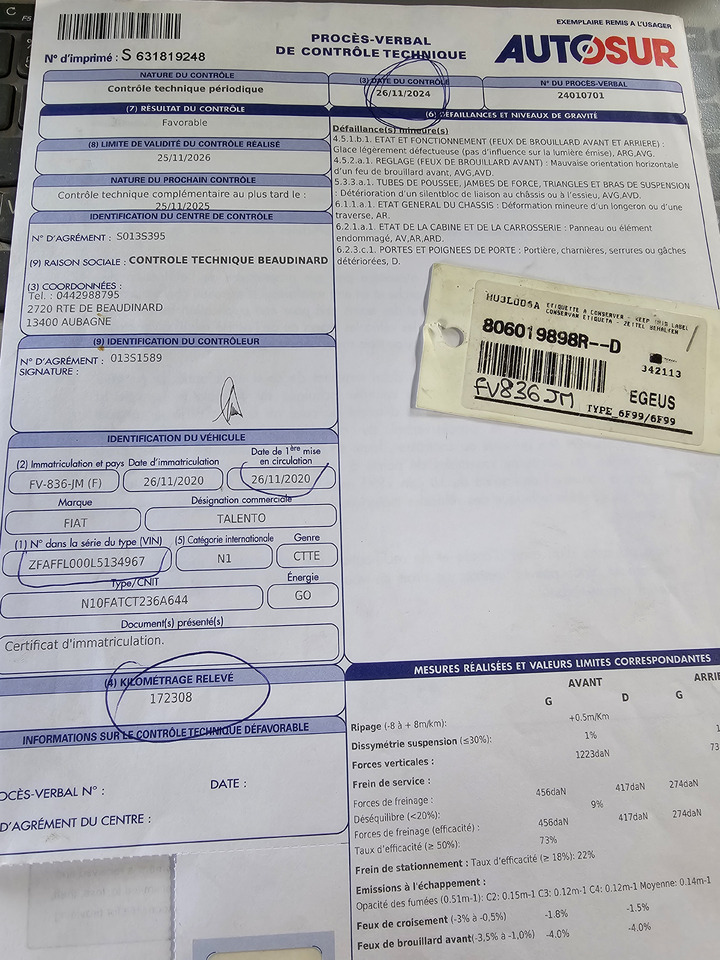 EXEMPLAIRE REMIS A L'USAGER
N° d'imprimé : S 631819248
PROCÈS-VERBAL
DE CONTRÔLE TECHNIQUE
AUTOSUR
NATURE DU CONTRÔLE
Contrôle technique périodique
(3) DATE DU CONTRÔLE
26/11/2024
N° DU PROCÈS-VERBAL
24010701
(7) RÉSULTAT DU CONTRÔLE
Favorable
(8) LIMITE DE VALIDITÉ DU CONTRÔLE RÉALISÉ
25/11/2026
NATURE DU PROCHAIN CONTRÔLE
Contrôle technique complémentaire au plus tard le :
25/11/2025
IDENTIFICATION DU CENTRE DE CONTRÔLE
N° D'AGRÉMENT : S013S395
(9) RAISON SOCIALE : CONTROLE TECHNIQUE BEAUDINARD
(3) COORDONNÉES :
Tel. : 0442988795
2720 RTE DE BEAUDINARD
13400 AUBAGNE
(9) IDENTIFICATION DU CONTRÔLEUR
N° D'AGRÉMENT : 013S1589
SIGNATURE :
(6) DÉFAILLANCES ET NIVEAUX DE GRAVITÉ
Défaillance(s) mineure(s)
4.5.1.b.1. ETAT ET FONCTIONNEMENT (FEUX DE BROUILLARD AVANT ET ARRIERE) :
Glace légèrement défectueuse (pas d'influence sur la lumière émise), ARG,AVG.
4.5.2.a.1. REGLAGE (FEUX DE BROUILLARD AVANT) : Mauvaise orientation horizontale
d'un feu de brouillard avant, AVG,AVD.
5.3.3.a.1. TUBES DE POUSSEE, JAMBES DE FORCE, TRIANGLES ET BRAS DE SUSPENSION
: Détérioration d'un silentbloc de liaison au châssis ou à l'essieu, AVG,AVD.
6.1.1.a.1. ETAT GENERAL DU CHASSIS : Déformation mineure d'un longeron ou d'une
traverse, AR.
6.2.1.a.1. ETAT DE LA CABINE ET DE LA CARROSSERIE : Panneau ou élément
endommagé, AV,AR,ARD.
6.2.3.c.1. PORTES ET POIGNEES DE PORTE : Portière, charnières, serrures ou gâches
détériorées, D.
ETIQUETTE A CONSERVER - KEEP THIS LABEL
CONSERVAR ETIQUETA - ZETTEL BEHALTEN
806019898R--D
342113
FV836JM
EGEUS
TYPE 6F99/6F99
IDENTIFICATION DU VÉHICULE
(2) Immatriculation et pays
Date d'immatriculation
Date de 1ère mise
en circulation
FV-836-JM (F)
26/11/2020
26/11/2020
Marque
Désignation commerciale
FIAT
TALENTO
(1) N° dans la série du type (VIN)
(5) Catégorie internationale
Genre
ZFAFFL000L5134967
N1
CTTE
Type/CNIT
Énergie
N10FATCT236A644
GO
Document(s) présenté(s)
Certificat d'immatriculation.
(4) KILOMÉTRAGE RELEVÉ
172308
INFORMATIONS SUR LE CONTRÔLE TECHNIQUE DÉFAVORABLE
OCÈS-VERBAL N° :
DATE :
D'AGRÉMENT DU CENTRE :
MESURES RÉALISÉES ET VALEURS LIMITES CORRESPONDANTES
AVANT
ARRIE
G D G
Ripage (-8 à + 8m/km): +0.5m/Km
Dissymétrie suspension (≤30%): 1%
Forces verticales : 1223daN
Frein de service :
Forces de freinage : 456daN 417daN 274daN
Déséquilibre (<20%): 9%
Forces de freinage (efficacité) : 456daN 417daN 274daN
Taux d'efficacité (≥ 50%): 73%
Frein de stationnement : Taux d'efficacité (≥ 18%): 22%
Emissions à l'échappement :
Opacité des fumées (0.51m-1): C2: 0.15m-1 C3: 0.12m-1 C4: 0.12m-1 Moyenne: 0.14m-1
Feux de croisement (-3% à -0,5%) -1.8% -1.5%
Feux de brouillard avant(-3,5% à -1,0%) -4.0% -4.0%